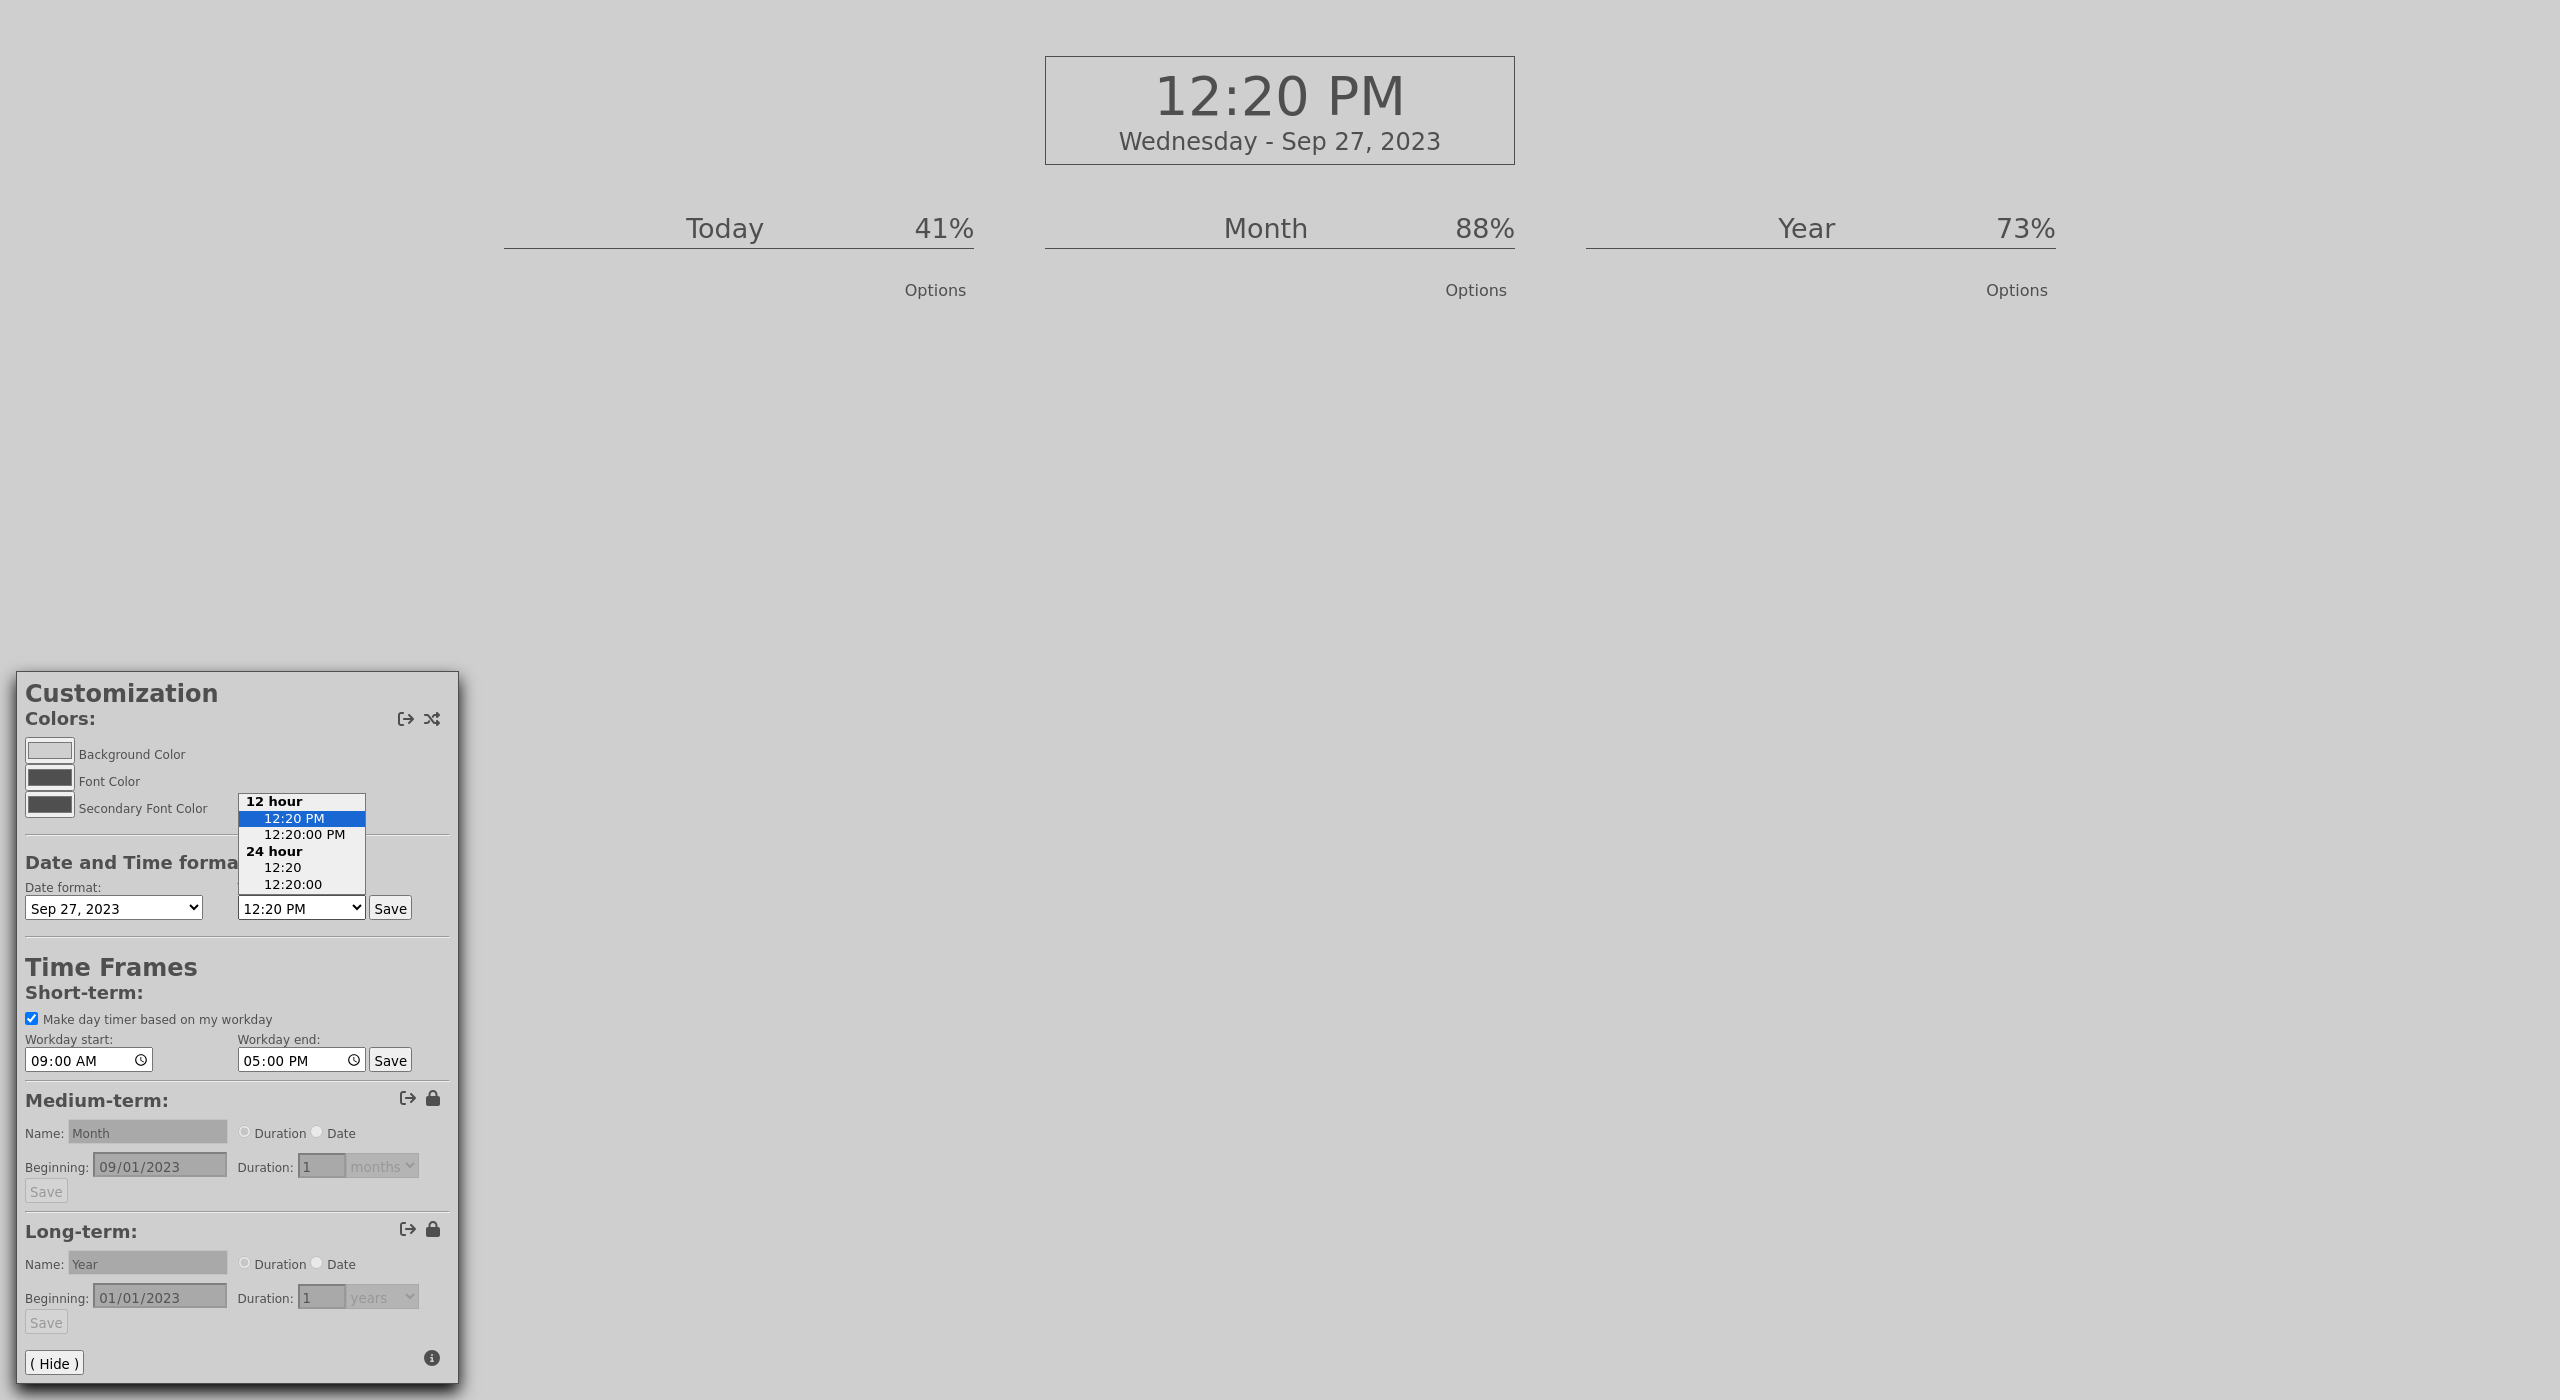 12:20 PM
Wednesday - Sep 27, 2023
Today 41%
Month 88%
Year 73%
Options
Options
Options
Customization
Colors:
Background Color
Font Color
Secondary Font Color
12 hour
12:20 PM
12:20:00 PM
24 hour
12:20
12:20:00
Date and Time forma
Date format:
Sep 27, 2023 12:20 PM Save
Time Frames
Short-term:
Make day timer based on my workday
Workday start: Workday end:
09:00 AM 05:00 PM Save
Medium-term:
Name: Month Duration Date
Beginning: 09/01/2023 Duration: 1 months
Save
Long-term:
Name: Year Duration Date
Beginning: 01/01/2023 Duration: 1 years
Save
( Hide )